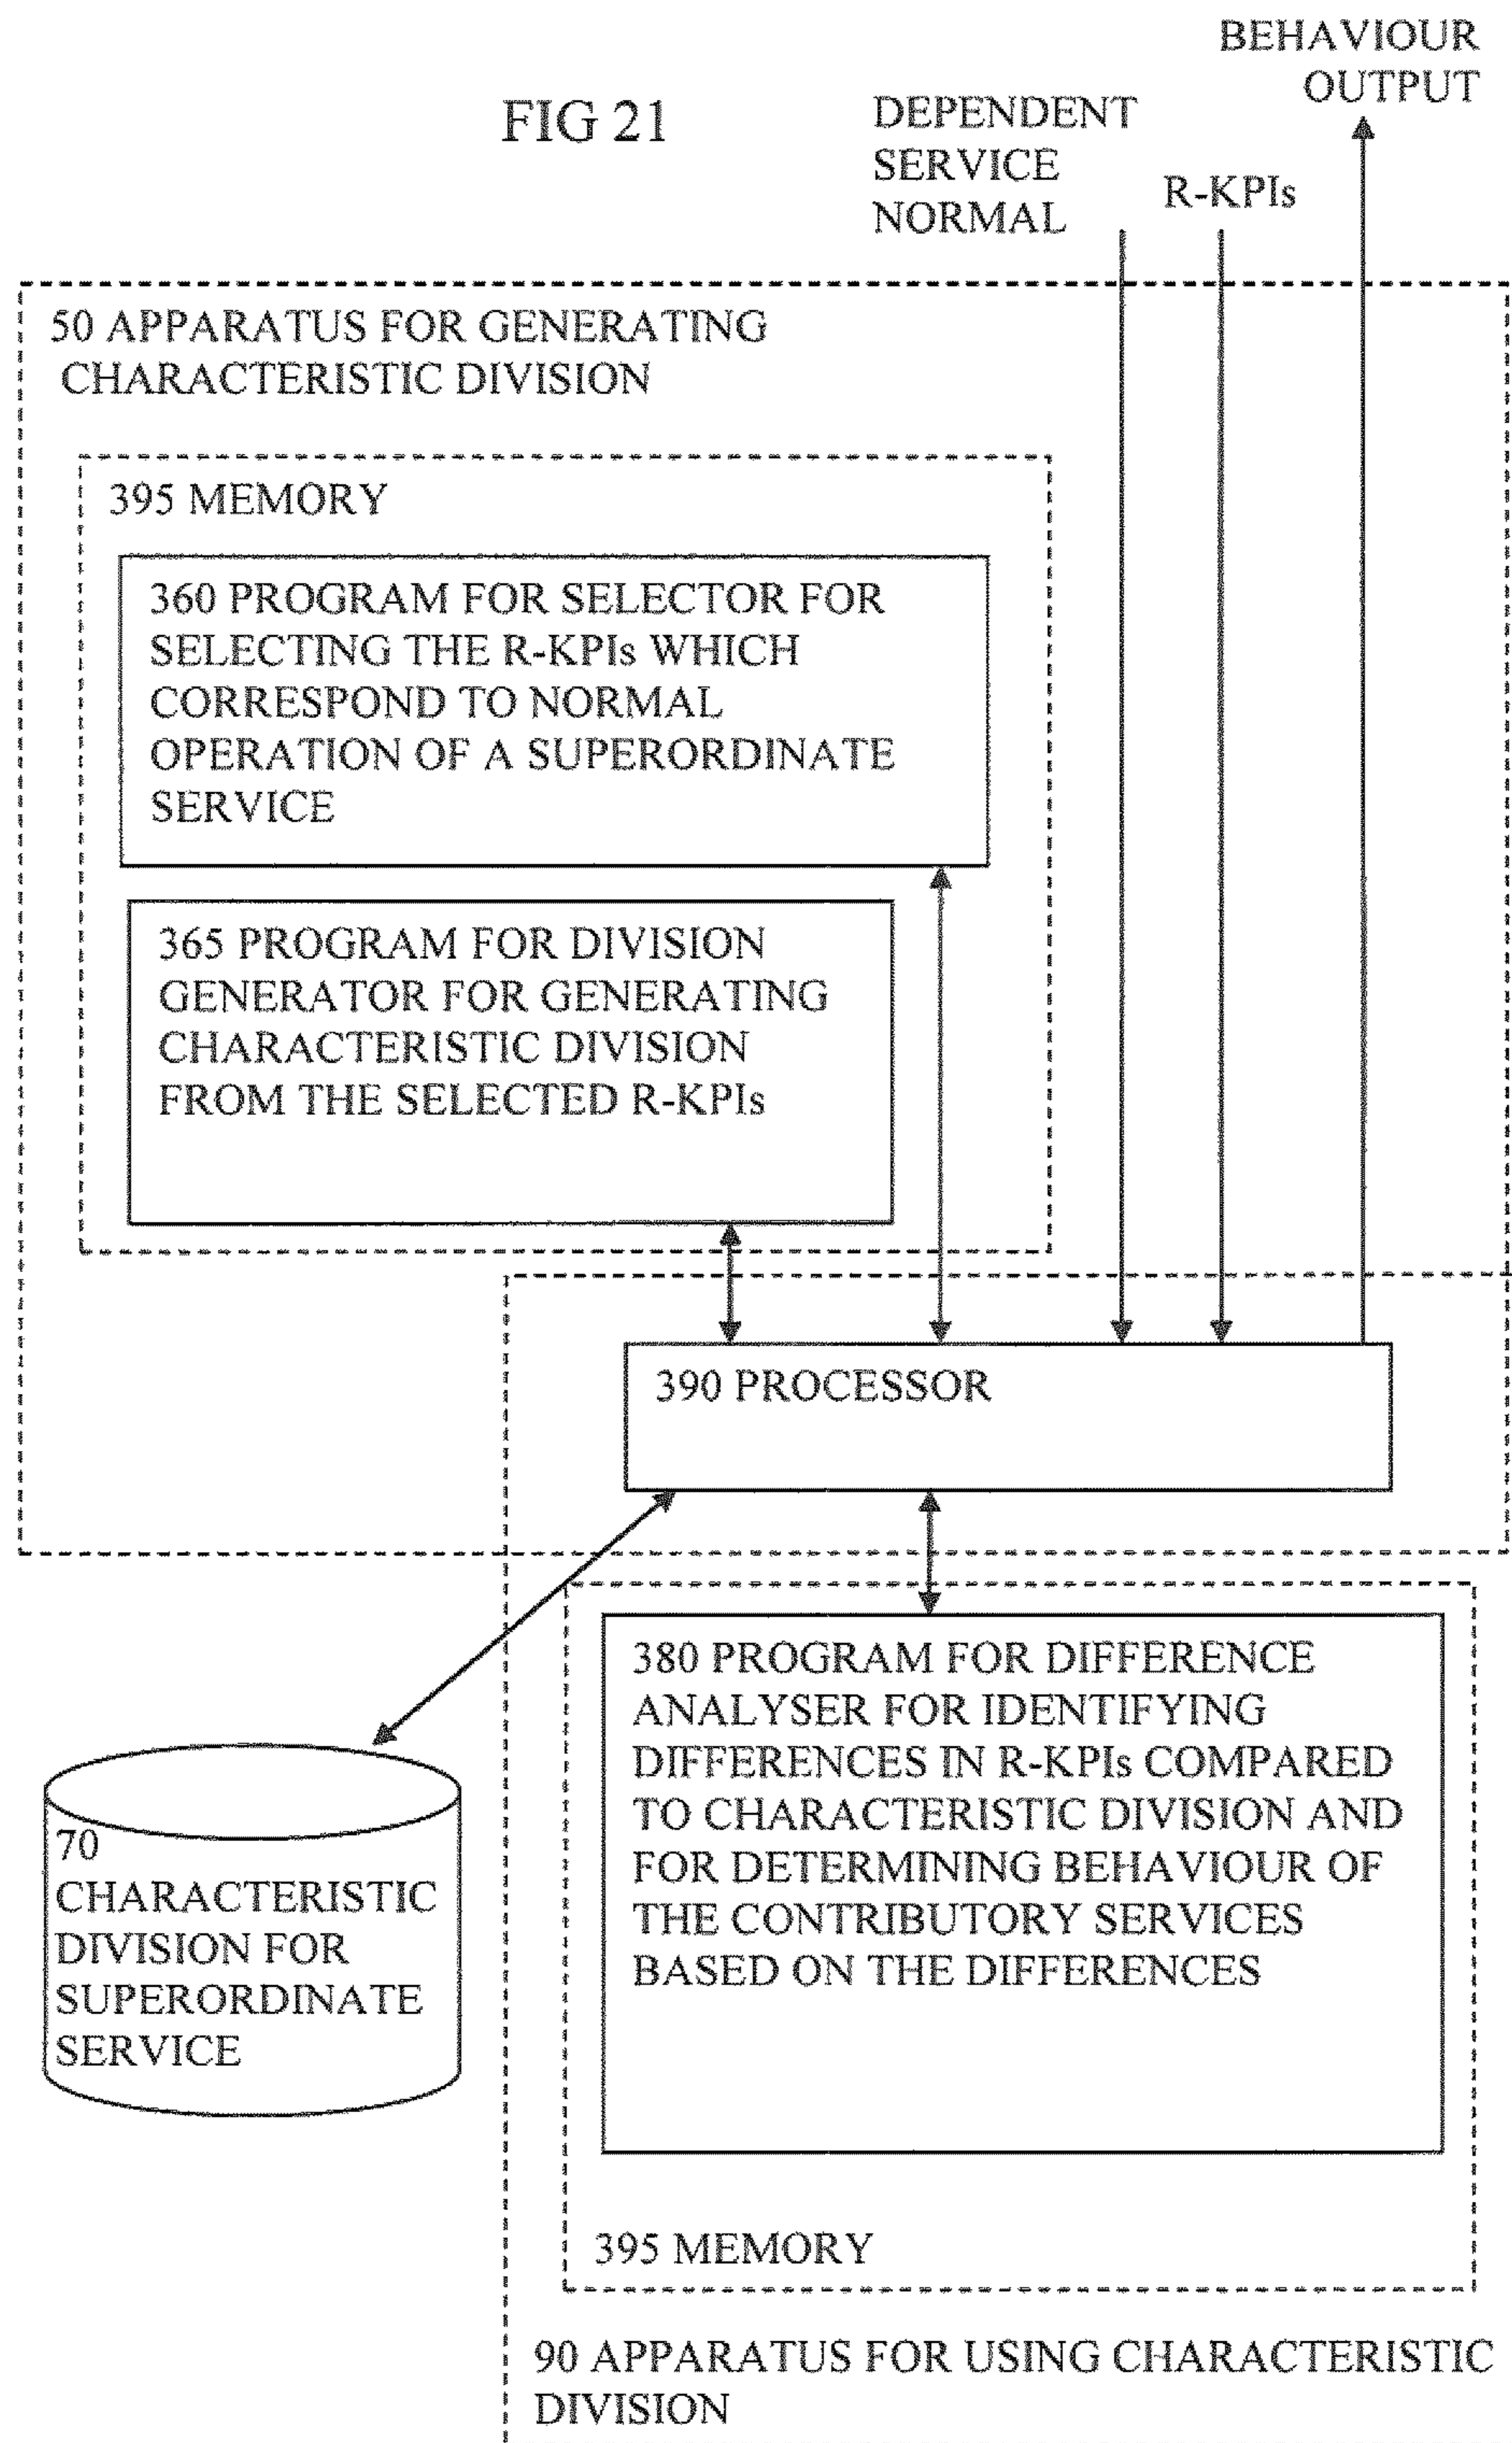 BEHAVIOUR
OUTPUT
FIG 21
DEPENDENT
SERVICE
NORMAL
R-KPIs
50 APPARATUS FOR GENERATING
CHARACTERISTIC DIVISION
395 MEMORY
360 PROGRAM FOR SELECTOR FOR
SELECTING THE R-KPIs WHICH
CORRESPOND TO NORMAL
OPERATION OF A SUPERORDINATE
SERVICE
365 PROGRAM FOR DIVISION
GENERATOR FOR GENERATING
CHARACTERISTIC DIVISION
FROM THE SELECTED R-KPIs
390 PROCESSOR
380 PROGRAM FOR DIFFERENCE
ANALYSER FOR IDENTIFYING
DIFFERENCES IN R-KPIs COMPARED
TO CHARACTERISTIC DIVISION AND
FOR DETERMINING BEHAVIOUR OF
THE CONTRIBUTORY SERVICES
BASED ON THE DIFFERENCES
70
CHARACTERISTIC
DIVISION FOR
SUPERORDINATE
SERVICE
395 MEMORY
90 APPARATUS FOR USING CHARACTERISTIC
DIVISION